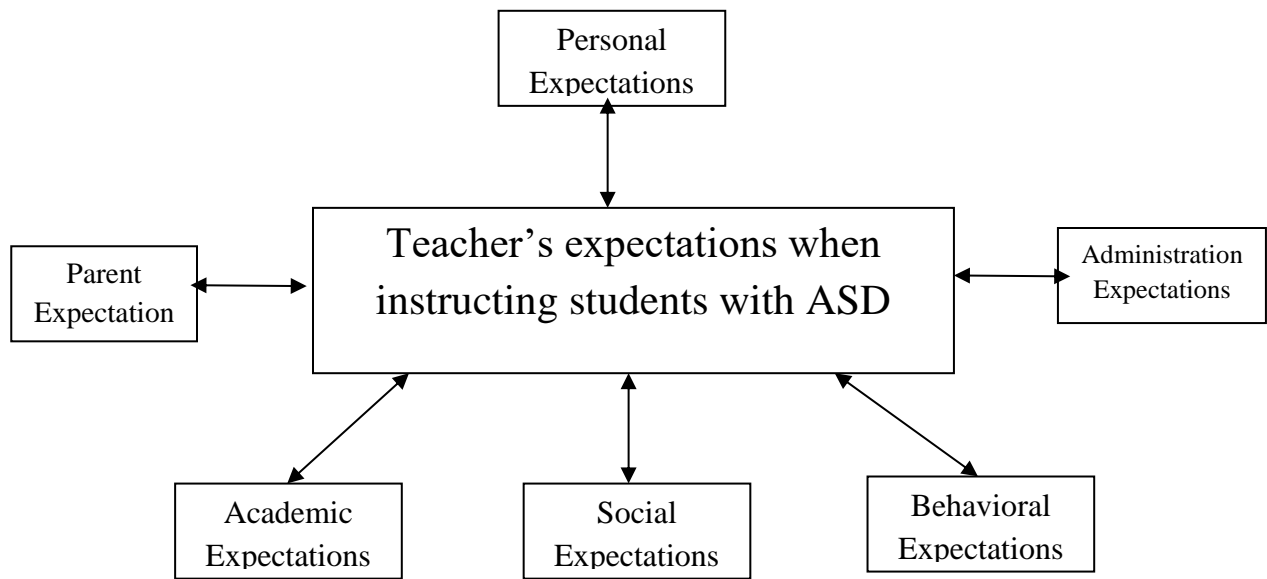 Personal
Expectations
Teacher’s expectations when
instructing students with ASD
Parent
Expectation
Administration
Expectations
Academic
Expectations
Social
Expectations
Behavioral
Expectations